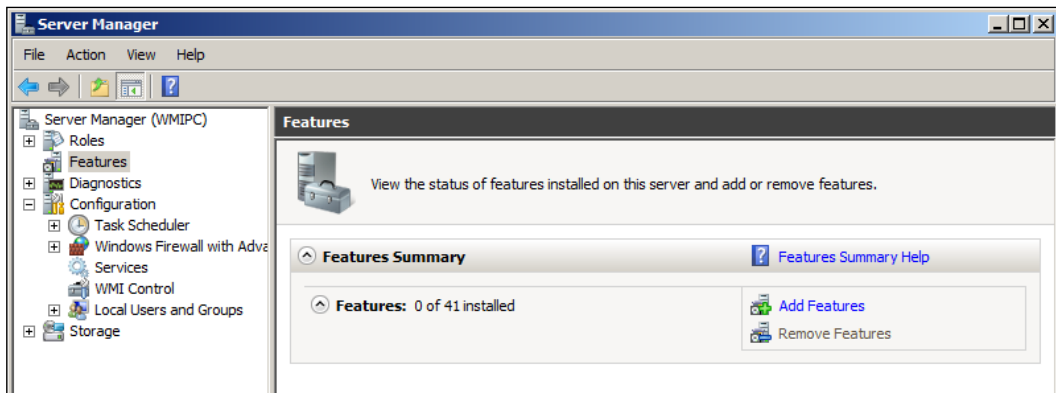 Server Manager
File Action View Help
Server Manager (WMIPC)
Roles
Features
Diagnostics
Configuration
Task Scheduler
Windows Firewall with Adva
Services
WMI Control
Local Users and Groups
Storage
Features
View the status of features installed on this server and add or remove features.
Features Summary
Features Summary Help
Features: 0 of 41 installed
Add Features
Remove Features